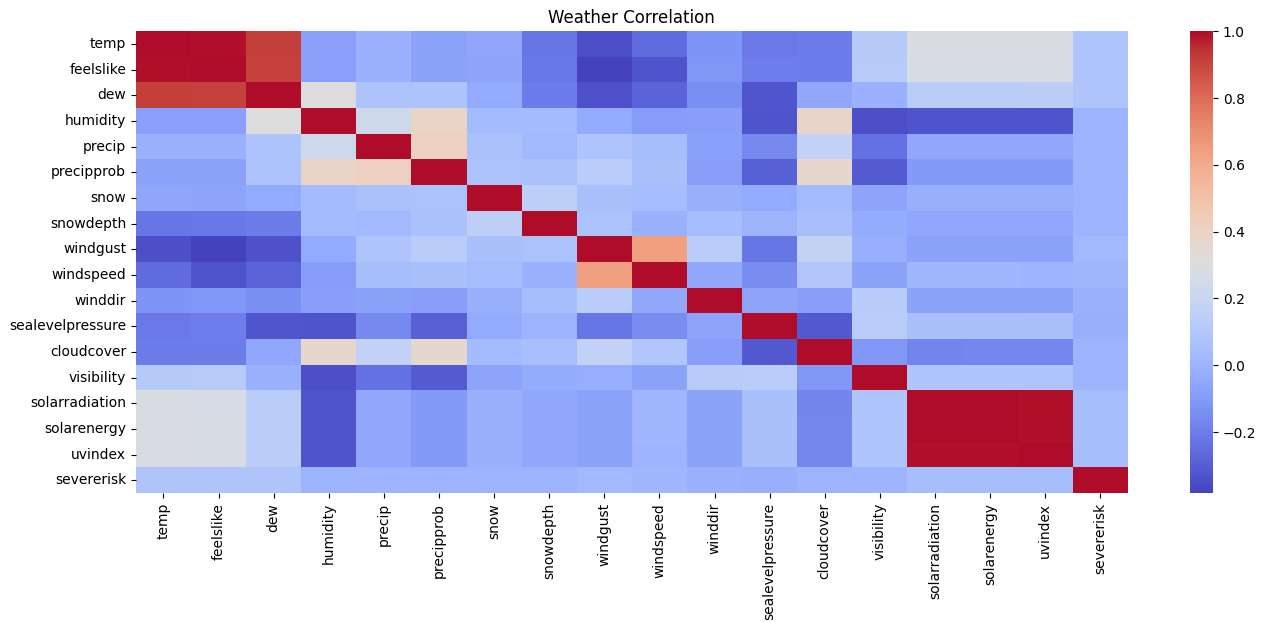 Weather Correlation
temp
feelslike
dew
humidity
precip
precipprob
snow
snowdepth
windgust
windspeed
winddir
sealevelpressure
cloudcover
visibility
solarradiation
solarenergy
uvindex
severerisk
temp
feelslike
dew
humidity
precip
precipprob
snow
snowdepth
windgust
windspeed
winddir
sealevelpressure
cloudcover
visibility
solarradiation
solarenergy
uvindex
severerisk
1.0
0.8
0.6
0.4
0.2
0.0
−0.2